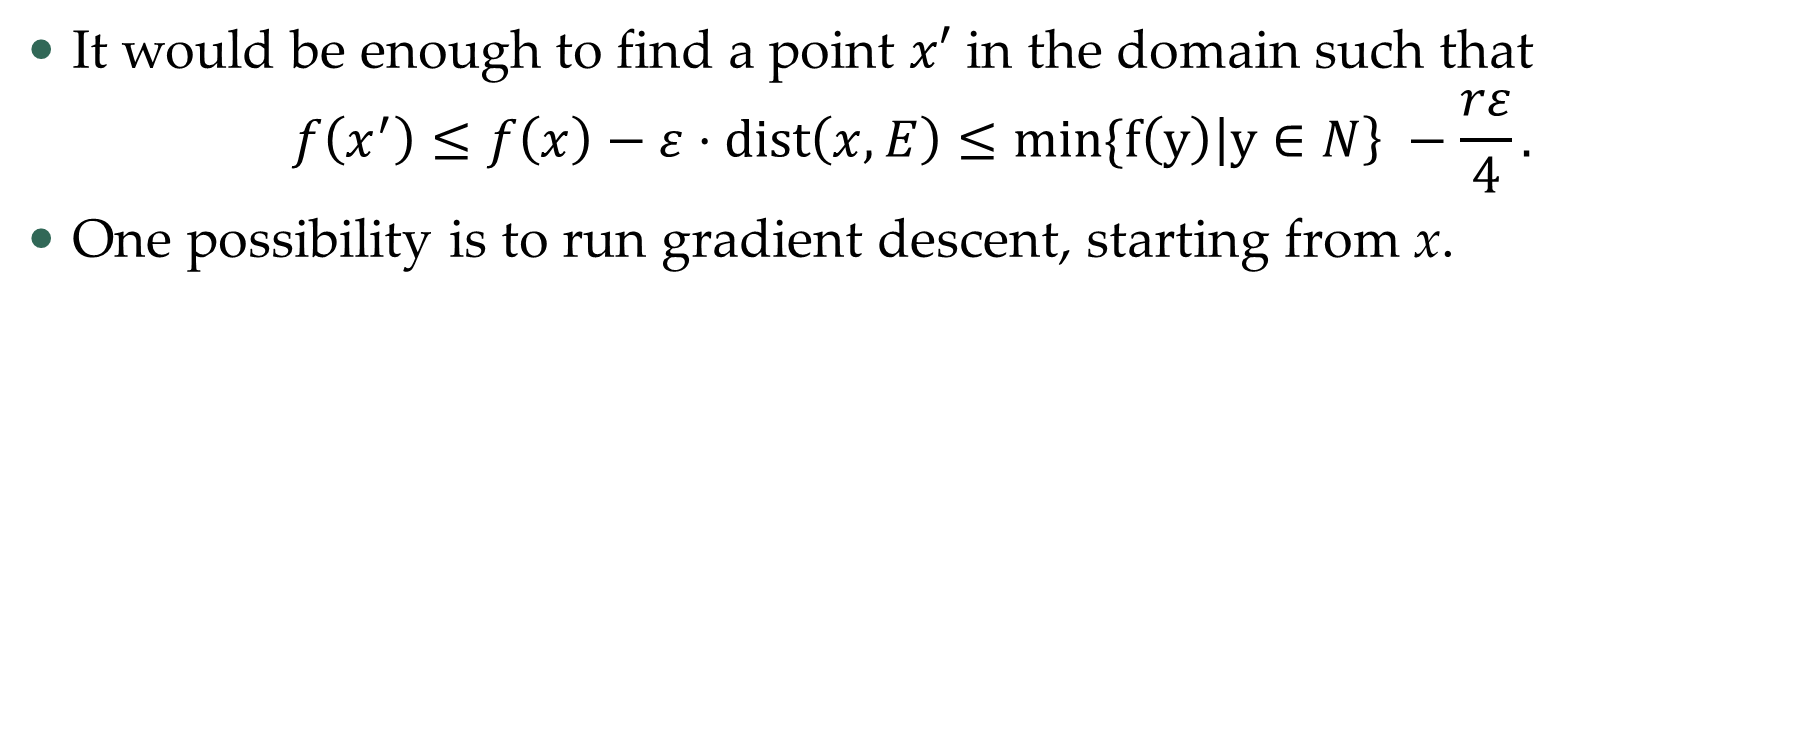 • It would be enough to find a point x′ in the domain such that
f(x′) ≤ f(x) − ε · dist(x, E) ≤ min{f(y)|y ∈ N} − rε/4.
• One possibility is to run gradient descent, starting from x.